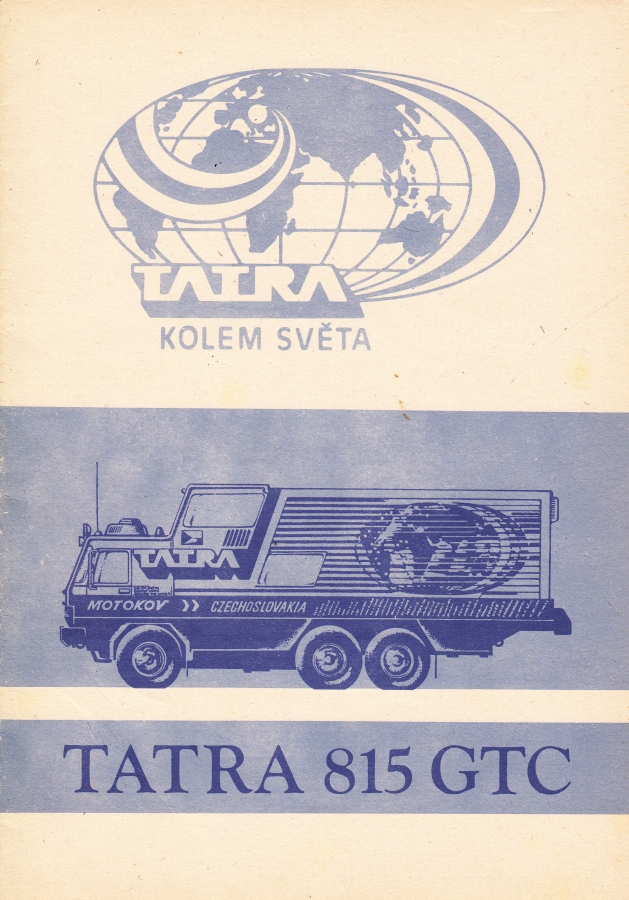 TATRA
KOLEM SVĚTA
TATRA
MOTOKOV
CZECHOSLOVAKIA
TATRA 815 GTC